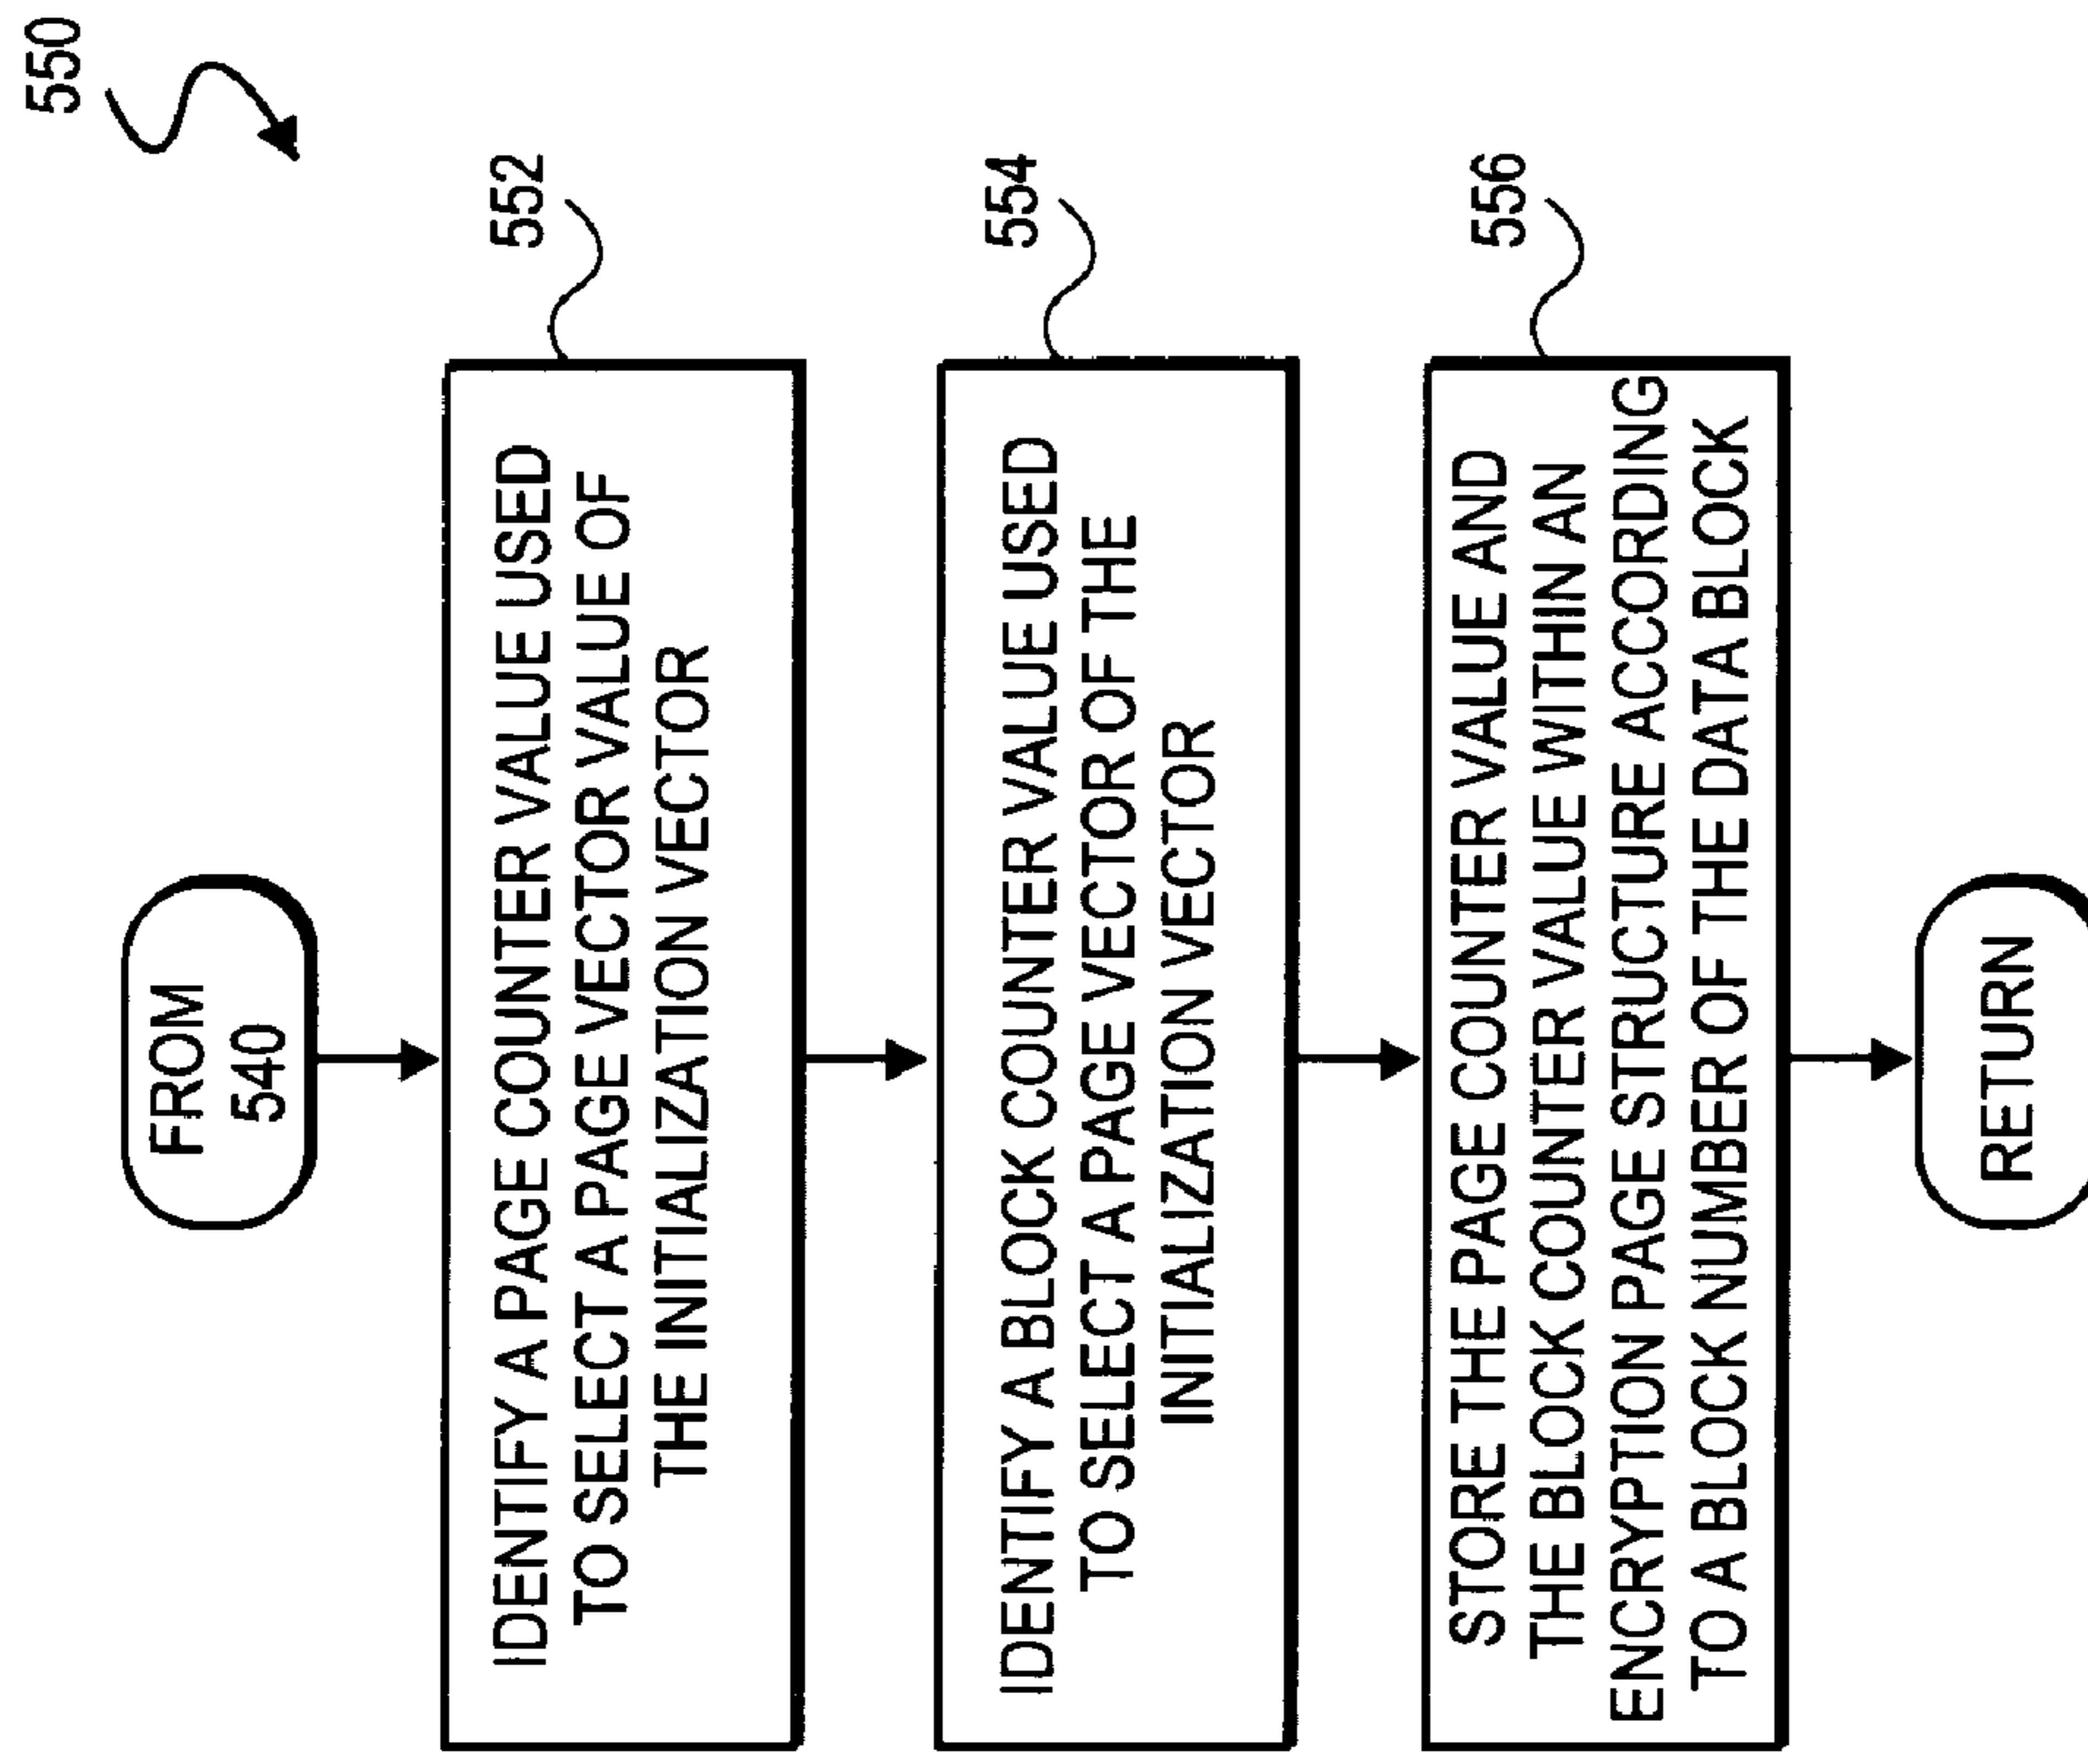 550
FROM
540
552
IDENTIFY A PAGE COUNTER VALUE USED
TO SELECT A PAGE VECTOR VALUE OF
THE INITIALIZATION VECTOR
554
IDENTIFY A BLOCK COUNTER VALUE USED
TO SELECT A PAGE VECTOR OF THE
INITIALIZATION VECTOR
556
STORE THE PAGE COUNTER VALUE AND
THE BLOCK COUNTER VALUE WITHIN AN
ENCRYPTION PAGE STRUCTURE ACCORDING
TO A BLOCK NUMBER OF THE DATA BLOCK
RETURN